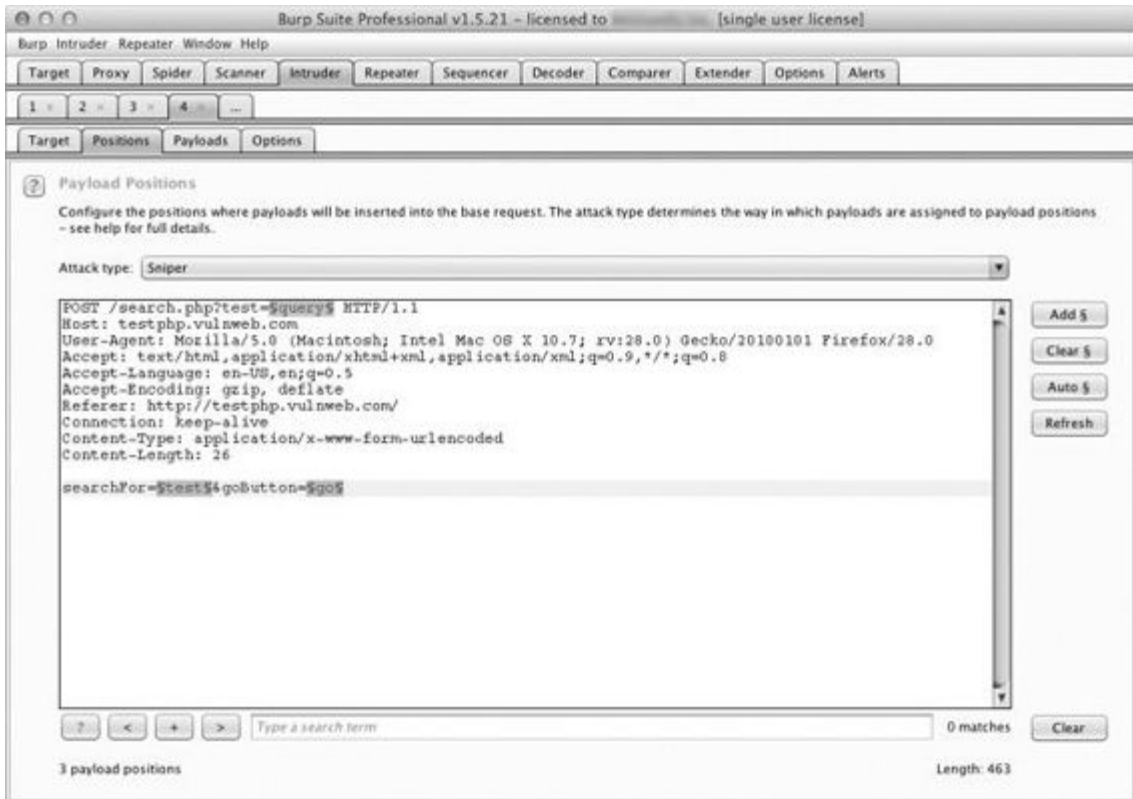 Burp Suite Professional v1.5.21 – licensed to [single user license]
Burp Intruder Repeater Window Help
Target Proxy Spider Scanner Intruder Repeater Sequencer Decoder Comparer Extender Options Alerts
1 × 2 × 3 × 4 × ...
Target Positions Payloads Options
? Payload Positions
Configure the positions where payloads will be inserted into the base request. The attack type determines the way in which payloads are assigned to payload positions
– see help for full details.
Attack type: Sniper
POST /search.php?test=§query§ HTTP/1.1
Host: testphp.vulnweb.com
User-Agent: Mozilla/5.0 (Macintosh; Intel Mac OS X 10.7; rv:28.0) Gecko/20100101 Firefox/28.0
Accept: text/html,application/xhtml+xml,application/xml;q=0.9,*/*;q=0.8
Accept-Language: en-US,en;q=0.5
Accept-Encoding: gzip, deflate
Referer: http://testphp.vulnweb.com/
Connection: keep-alive
Content-Type: application/x-www-form-urlencoded
Content-Length: 26
searchFor=§test§&goButton=§go§
Add §
Clear §
Auto §
Refresh
? < + > Type a search term 0 matches Clear
3 payload positions Length: 463